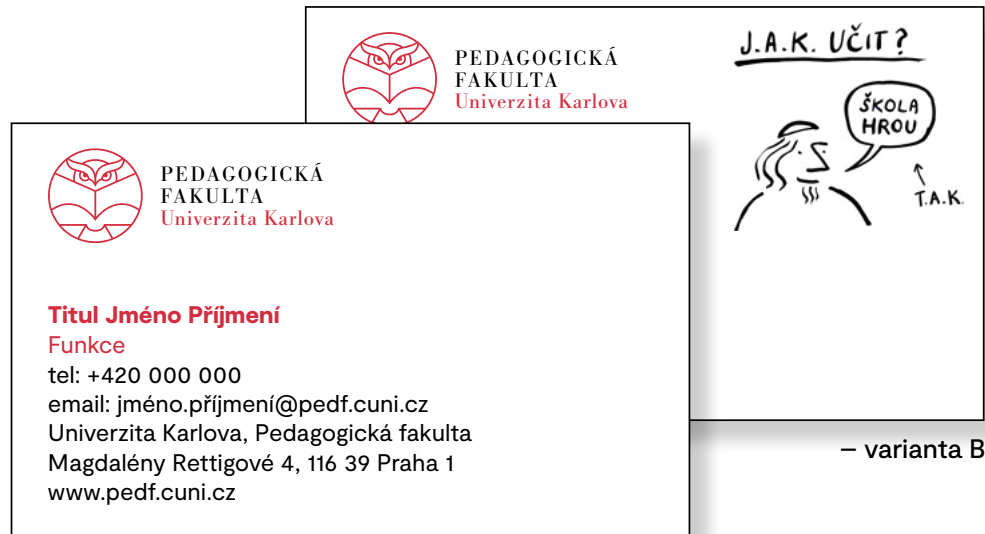 PEDAGOGICKÁ
FAKULTA
Univerzita Karlova
J.A.K. UČIT?
ŠKOLA
HROU
T.A.K.
PEDAGOGICKÁ
FAKULTA
Univerzita Karlova
Titul Jméno Příjmení
Funkce
tel: +420 000 000
email: jméno.příjmení@pedf.cuni.cz
Univerzita Karlova, Pedagogická fakulta
Magdalény Rettigové 4, 116 39 Praha 1
www.pedf.cuni.cz
– varianta B